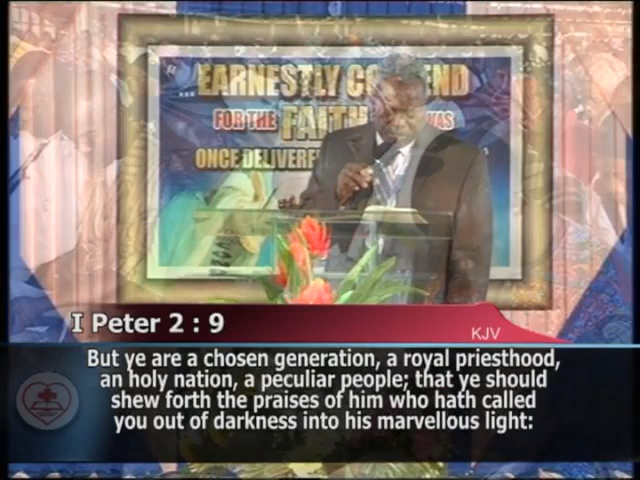 ...EARNESTLY
FOR THE FAITH
ONCE
I Peter 2 : 9
KJV
But ye are a chosen generation, a royal priesthood,
an holy nation, a peculiar people; that ye should
shew forth the praises of him who hath called
you out of darkness into his marvellous light: